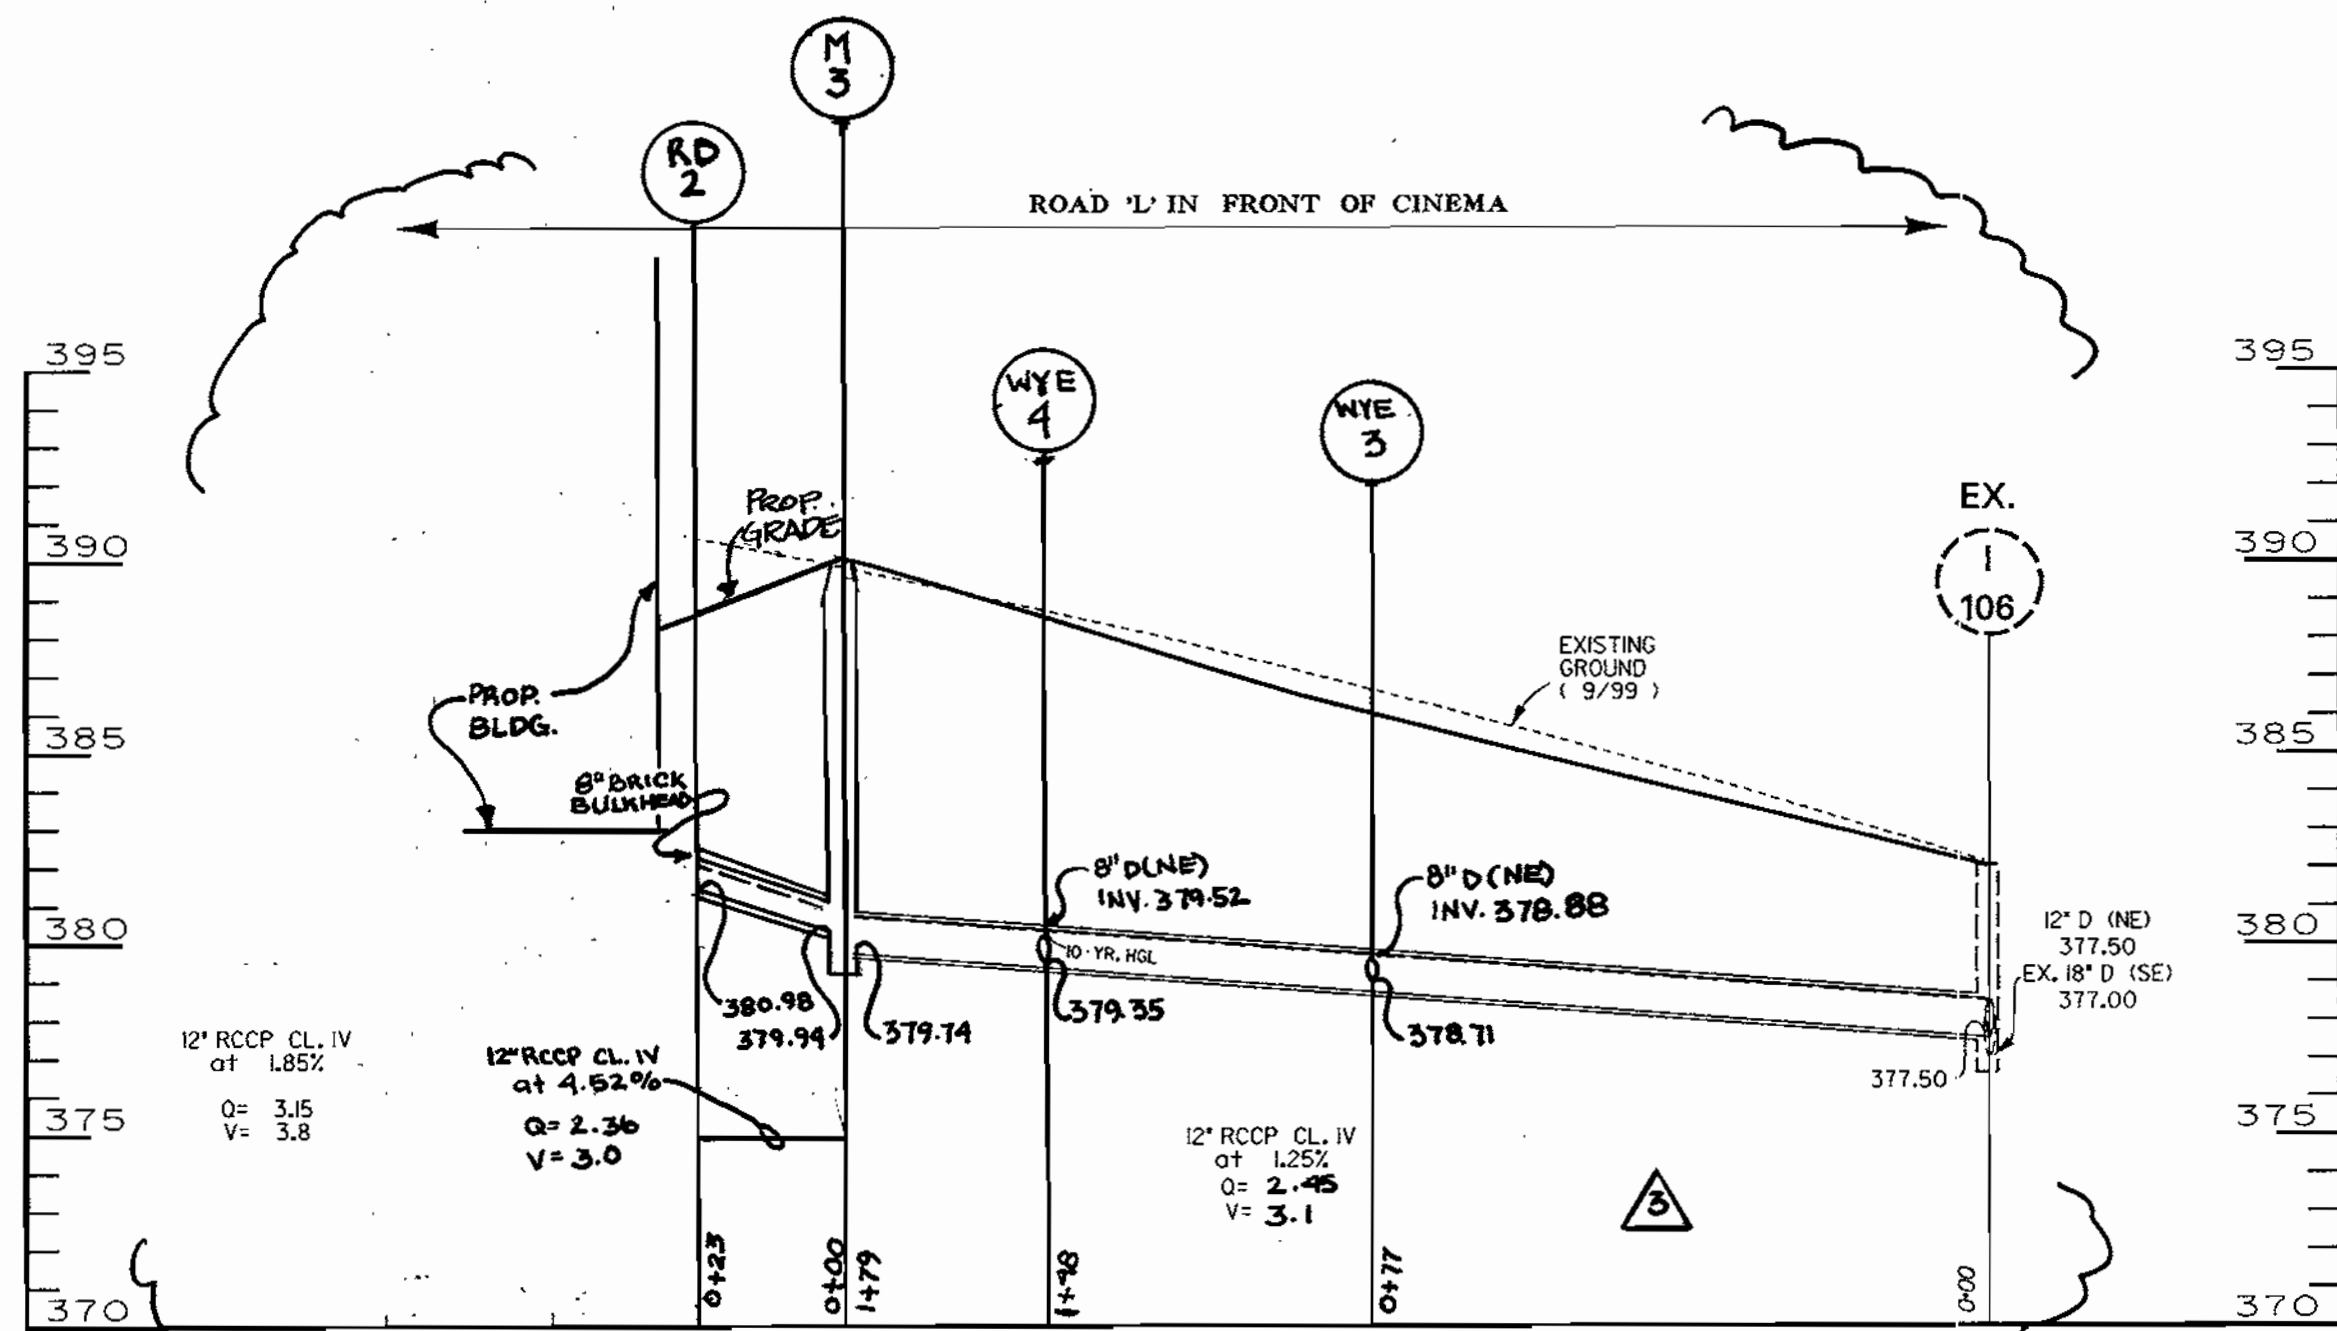 M
3
RD
2
ROAD 'L' IN FRONT OF CINEMA
395
395
WYE
4
WYE
3
EX.
I
106
PROP.
GRADE
390
390
EXISTING
GROUND
( 9/99 )
PROP.
BLDG.
385
385
8" BRICK
BULKHEAD
8" D(NE)
INV. 379.52
8" D (NE)
INV. 378.88
380
380
12" D (NE)
377.50
EX. 18" D (SE)
377.00
10-YR. HGL
380.98
379.94
379.74
379.35
378.71
377.50
12" RCCP CL. IV
at 1.85%
Q= 3.15
V= 3.8
12" RCCP CL. IV
at 4.52%
Q= 2.36
V= 3.0
375
375
12" RCCP CL. IV
at 1.25%
Q= 2.45
V= 3.1
3
0+23
0+00
1+79
1+48
0+77
0+00
370
370